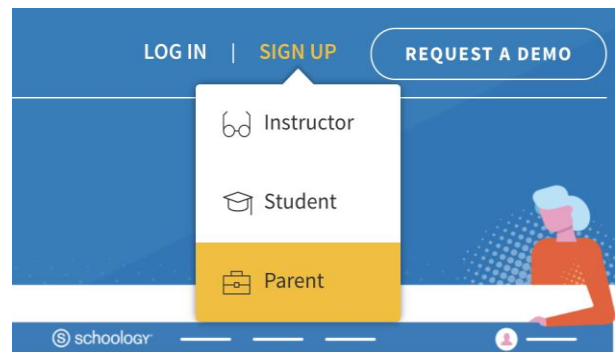 LOG IN | SIGN UP REQUEST A DEMO
Instructor
Student
Parent
S schoology